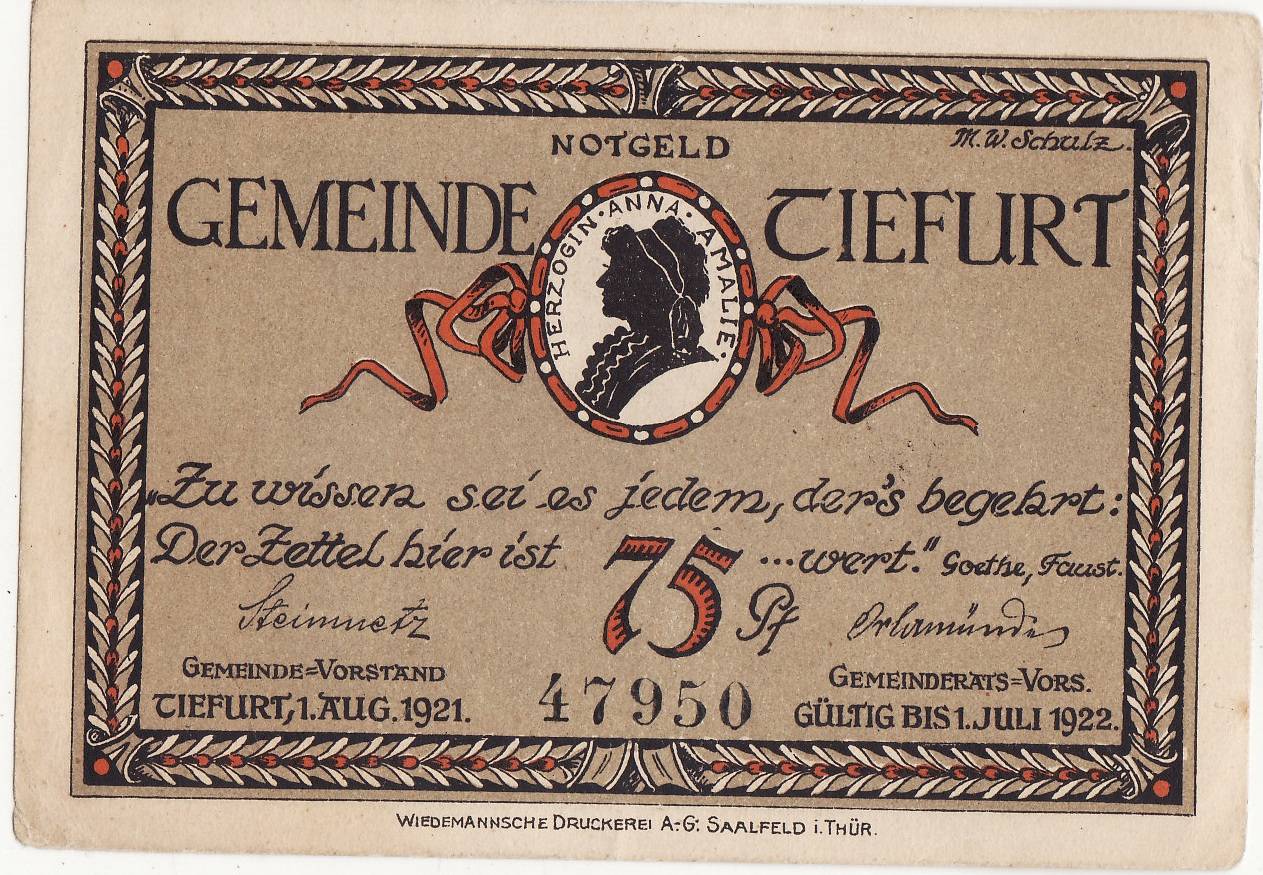 NOTGELD
M. W. Schulz.
GEMEINDE TIEFURT
HERZOGIN · ANNA · AMALIE ·
„Zu wissen sei es jedem, der's begehrt:
Der Zettel hier ist 75 Pf ...wert." Goethe, Faust.
Steinmetz Orlamünder
GEMEINDE=VORSTAND GEMEINDERATS=VORS.
TIEFURT, 1. AUG. 1921. 47950 GÜLTIG BIS 1. JULI 1922.
WIEDEMANNSCHE DRUCKEREI A.-G. SAALFELD i. THÜR.